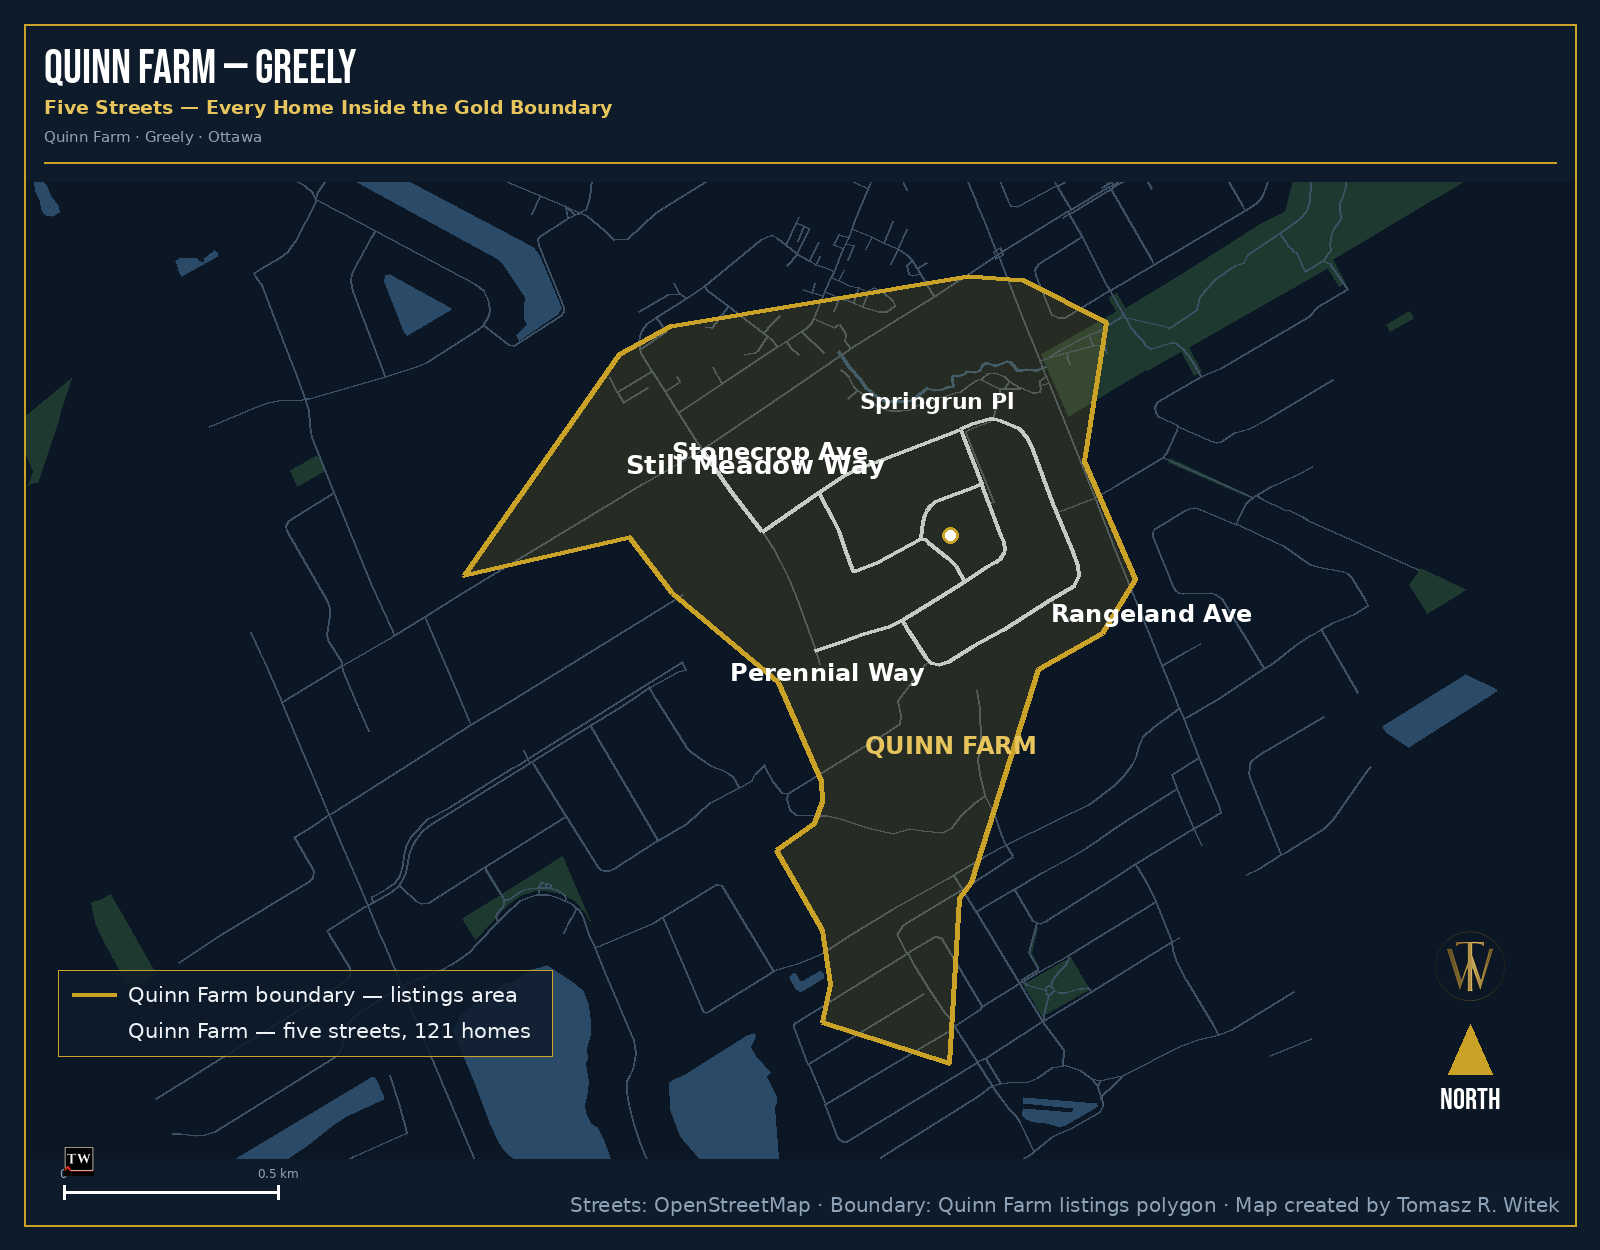 QUINN FARM — GREELY
Five Streets — Every Home Inside the Gold Boundary
Quinn Farm · Greely · Ottawa
Springrun Pl
Stonecrop Ave
Still Meadow Way
Rangeland Ave
Perennial Way
QUINN FARM
Quinn Farm boundary — listings area
Quinn Farm — five streets, 121 homes
TW
NORTH
TW
0 0.5 km
Streets: OpenStreetMap · Boundary: Quinn Farm listings polygon · Map created by Tomasz R. Witek